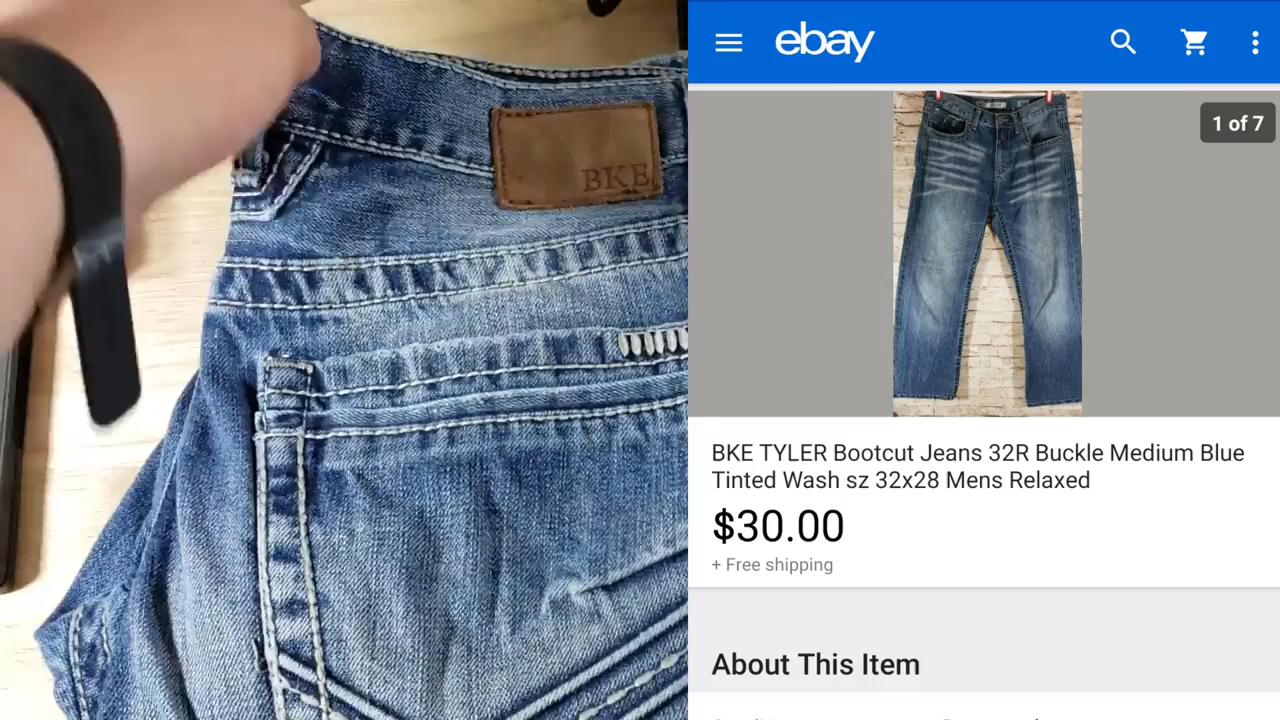 BKE
ebay
1 of 7
BKE TYLER Bootcut Jeans 32R Buckle Medium Blue
Tinted Wash sz 32x28 Mens Relaxed
$30.00
+ Free shipping
About This Item